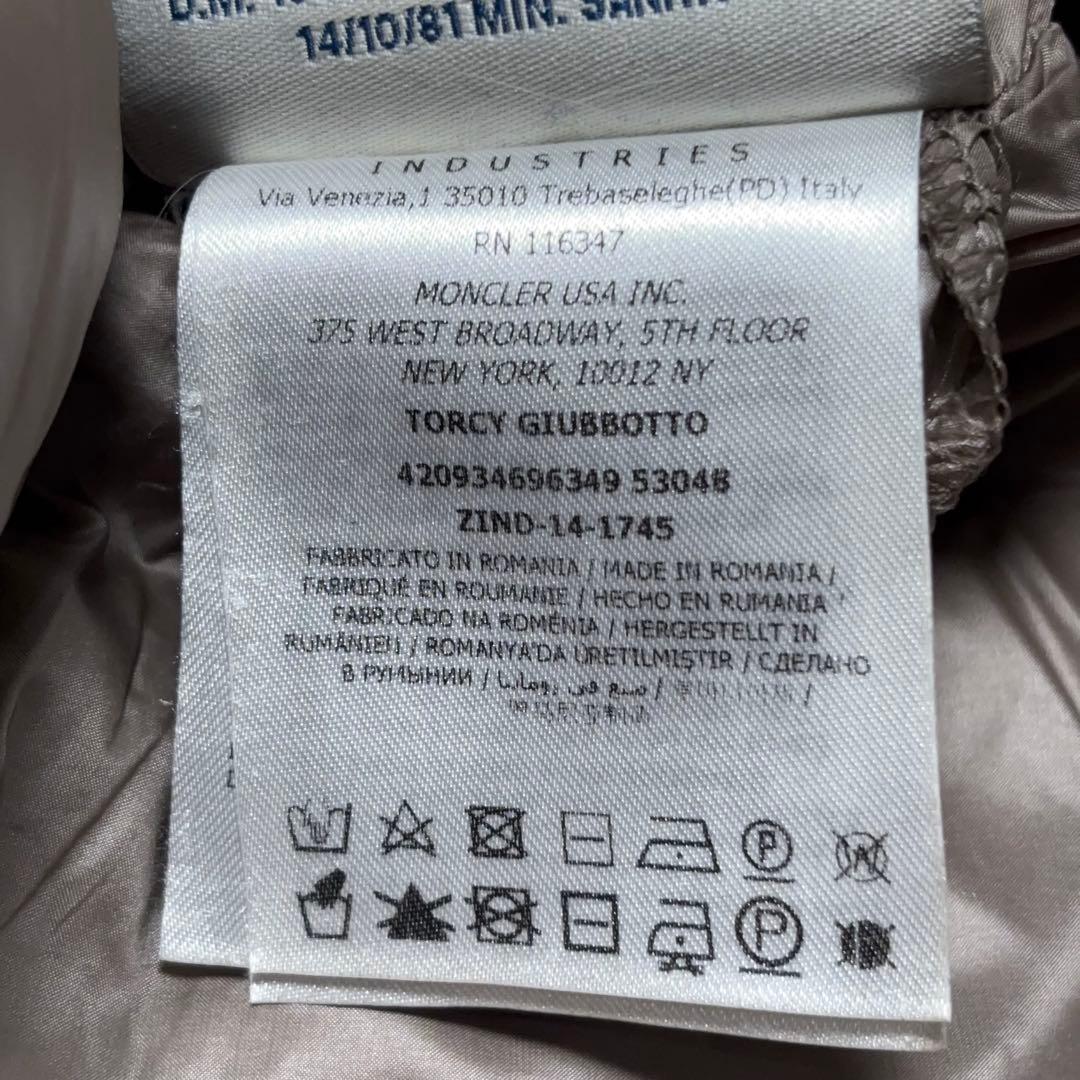 14/10/81 MIN.
INDUSTRIES
Via Venezia,1 35010 Trebaseleghe(PD) Italy
RN 116347
MONCLER USA INC.
375 WEST BROADWAY, 5TH FLOOR
NEW YORK, 10012 NY
TORCY GIUBBOTTO
420934696349 53048
ZIND-14-1745
FABBRICATO IN ROMANIA / MADE IN ROMANIA /
FABRIQUÉ EN ROUMANIE / HECHO EN RUMANIA
FABRICADO NA ROMÉNIA / HERGESTELLT IN
RUMÄNIEN / ROMANYA'DA ÜRETILMIŞTIR / СДЕЛАНО
В РУМЫНИИ / صنع في رومانيا / /
P
W
P